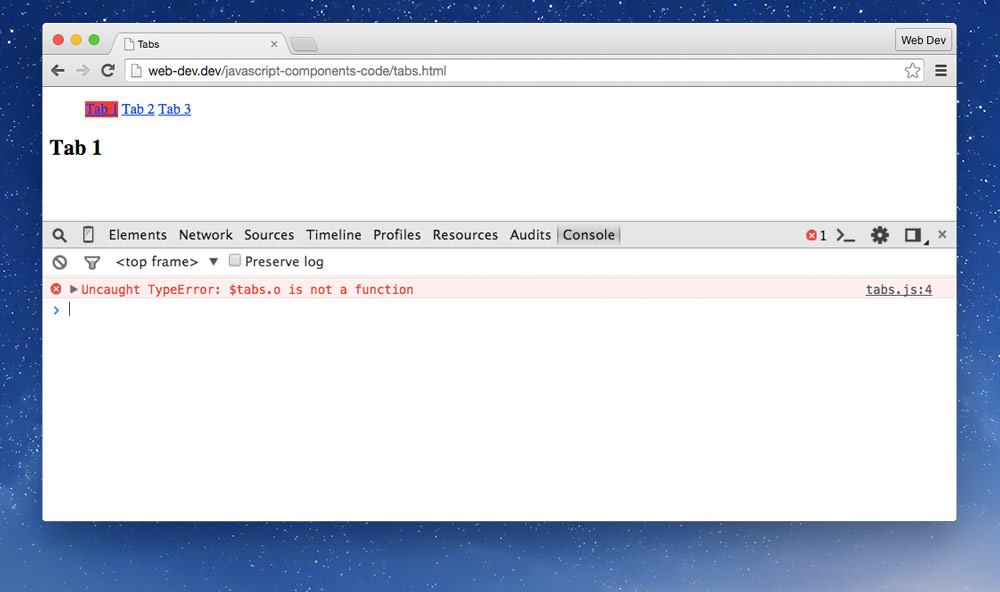 Tabs
Web Dev
web-dev.dev/javascript-components-code/tabs.html
Tab 1 Tab 2 Tab 3
Tab 1
Elements Network Sources Timeline Profiles Resources Audits Console 1
<top frame> Preserve log
Uncaught TypeError: $tabs.o is not a function tabs.js:4